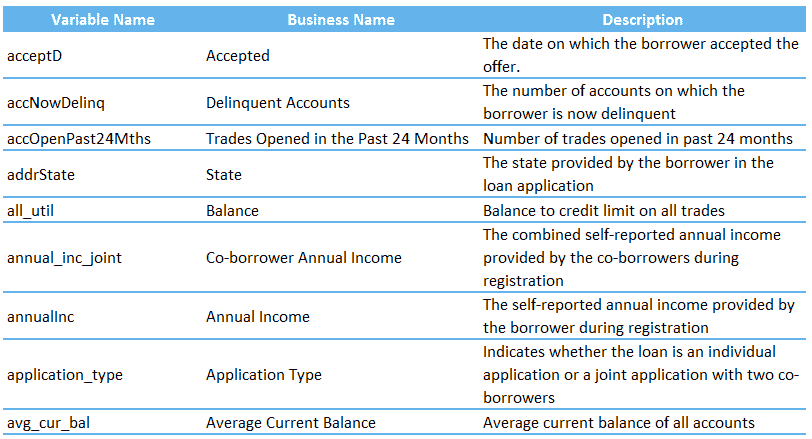 Variable Name Business Name Description
The date on which the borrower accepted the
acceptD Accepted
offer.
The number of accounts on which the
accNowDelinq Delinquent Accounts
borrower is now delinquent
accOpenPast24Mths Trades Opened in the Past 24 Months Number of trades opened in past 24 months
The state provided by the borrower in the
addrState State
loan application
all_util Balance Balance to credit limit on all trades
The combined self-reported annual income
annual_inc_joint Co-borrower Annual Income provided by the co-borrowers during
registration
The self-reported annual income provided by
annualInc Annual Income
the borrower during registration
Indicates whether the loan is an individual
application_type Application Type application or a joint application with two co-
borrowers
avg_cur_bal Average Current Balance Average current balance of all accounts